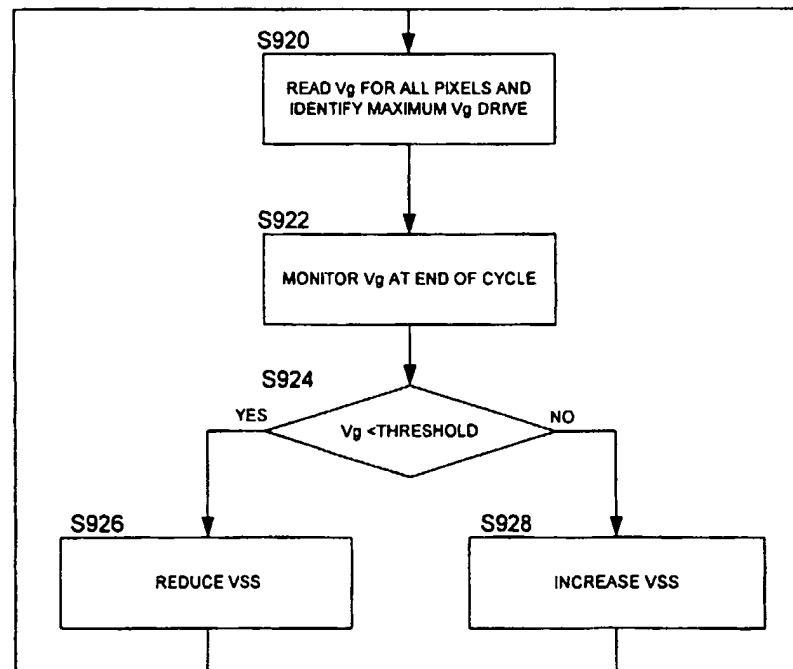 S920
READ Vg FOR ALL PIXELS AND
IDENTIFY MAXIMUM Vg DRIVE
S922
MONITOR Vg AT END OF CYCLE
S924
YES
Vg <THRESHOLD
NO
S926
REDUCE VSS
S928
INCREASE VSS